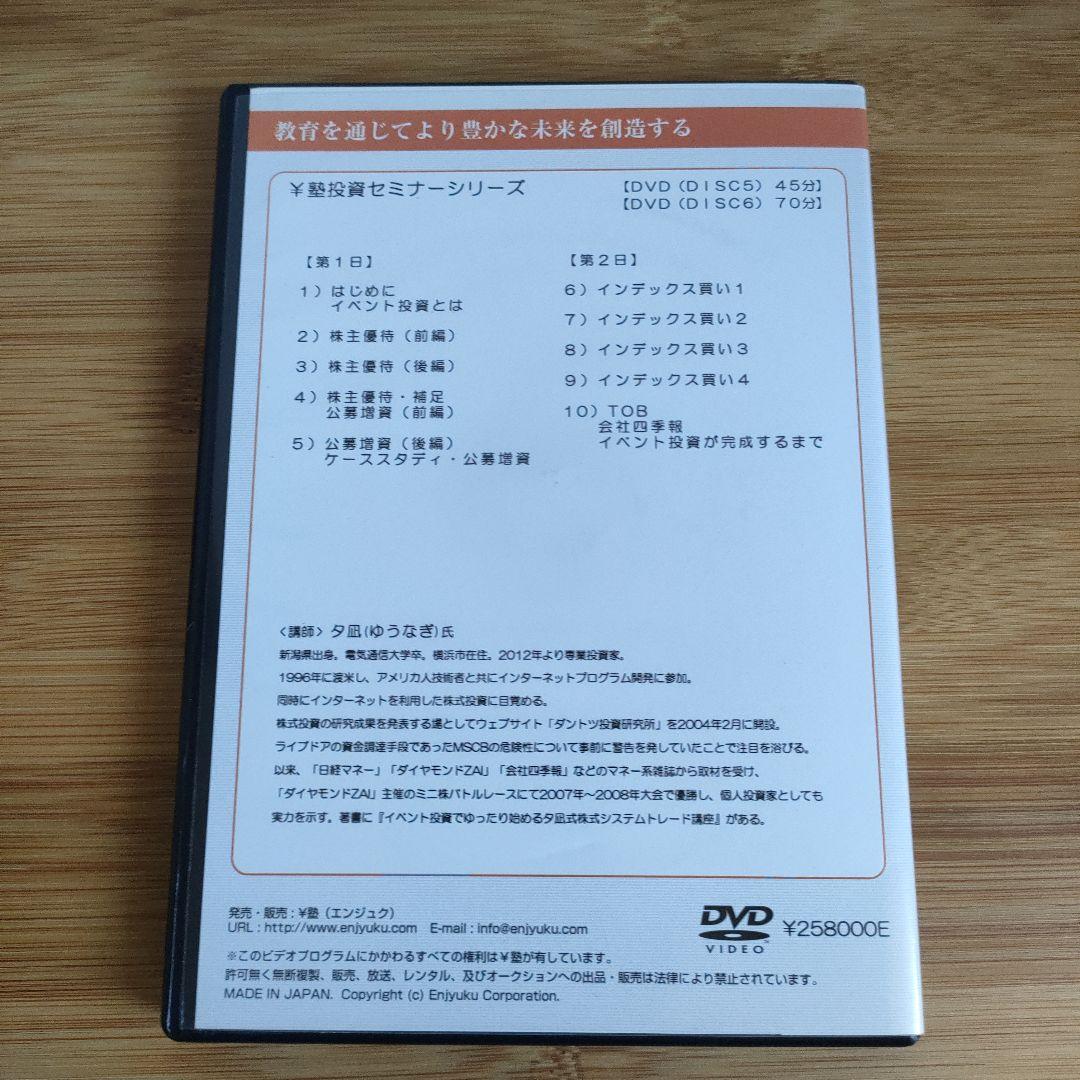 教育を通じてより豊かな未来を創造する
￥塾投資セミナーシリーズ
【DVD（DISC5） 45分】
【DVD（DISC6） 70分】
【第１日】
１）はじめに
イベント投資とは
２）株主優待（前編）
３）株主優待（後編）
４）株主優待・補足
公募増資（前編）
５）公募増資（後編）
ケーススタディ・公募増資
【第２日】
６）インデックス買い１
７）インデックス買い２
８）インデックス買い３
９）インデックス買い４
１０）ＴＯＢ
会社四季報
イベント投資が完成するまで
＜講師＞ 夕凪(ゆうなぎ)氏
新潟県出身。電気通信大学卒。横浜市在住。2012年より専業投資家。
1996年に渡米し、アメリカ人技術者と共にインターネットプログラム開発に参加。
同時にインターネットを利用した株式投資に目覚める。
株式投資の研究成果を発表する場としてウェブサイト「ダントツ投資研究所」を2004年2月に開設。
ライブドアの資金調達手段であったMSCBの危険性について事前に警告を発していたことで注目を浴びる。
以来、「日経マネー」「ダイヤモンドZAI」「会社四季報」などのマネー系雑誌から取材を受け、
「ダイヤモンドZAI」主催のミニ株バトルレースにて2007年～2008年大会で優勝し、個人投資家としても
実力を示す。著書に『イベント投資でゆったり始める夕凪式株式システムトレード講座』がある。
発売・販売：￥塾（エンジュク）
URL : http://www.enjyuku.com E-mail : info@enjyuku.com
※このビデオプログラムにかかわるすべての権利は￥塾が有しています。
許可無く無断複製、販売、放送、レンタル、及びオークションへの出品・販売は法律により禁止されています。
MADE IN JAPAN. Copyright (c) Enjyuku Corporation.
DVD
VIDEO™
¥258000E